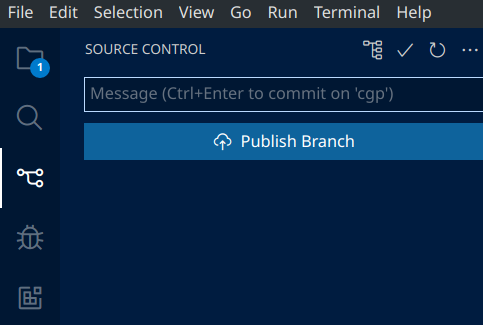 File Edit Selection View Go Run Terminal Help
SOURCE CONTROL
1
Message (Ctrl+Enter to commit on 'cgp')
Publish Branch